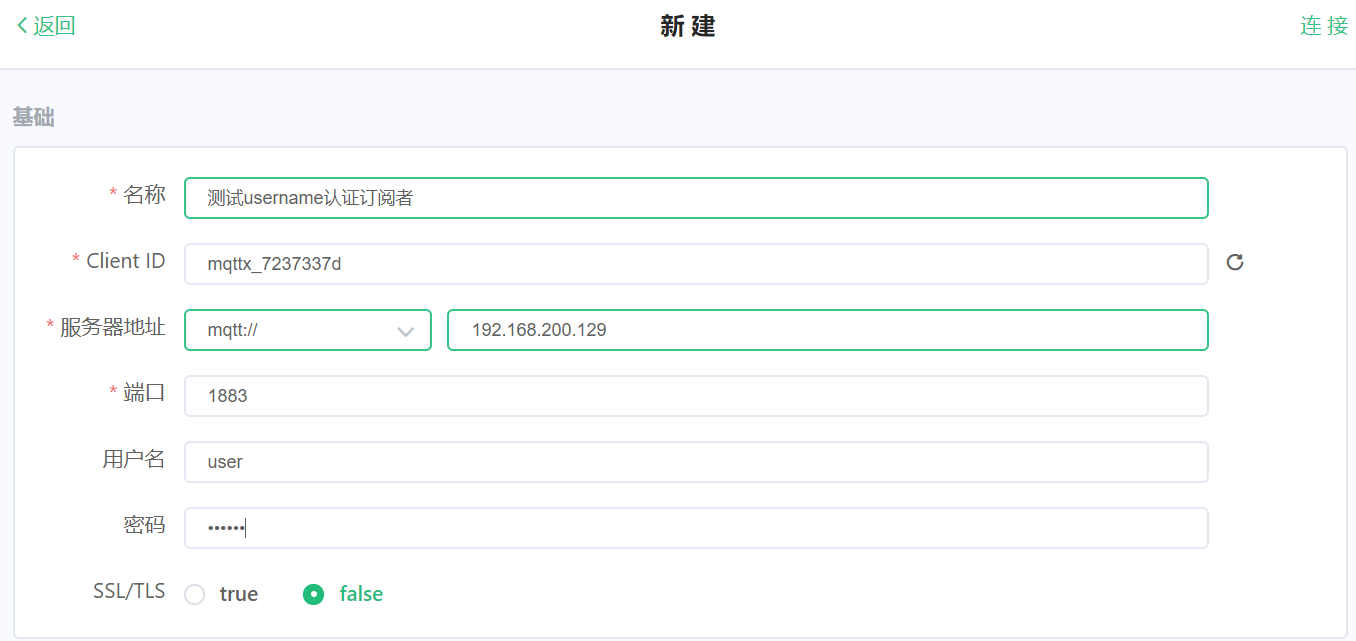 返回
新 建
连 接
基础
* 名称
测试username认证订阅者
* Client ID
mqttx_7237337d
* 服务器地址
mqtt://
192.168.200.129
* 端口
1883
用户名
user
密码
••••••
SSL/TLS
true
false